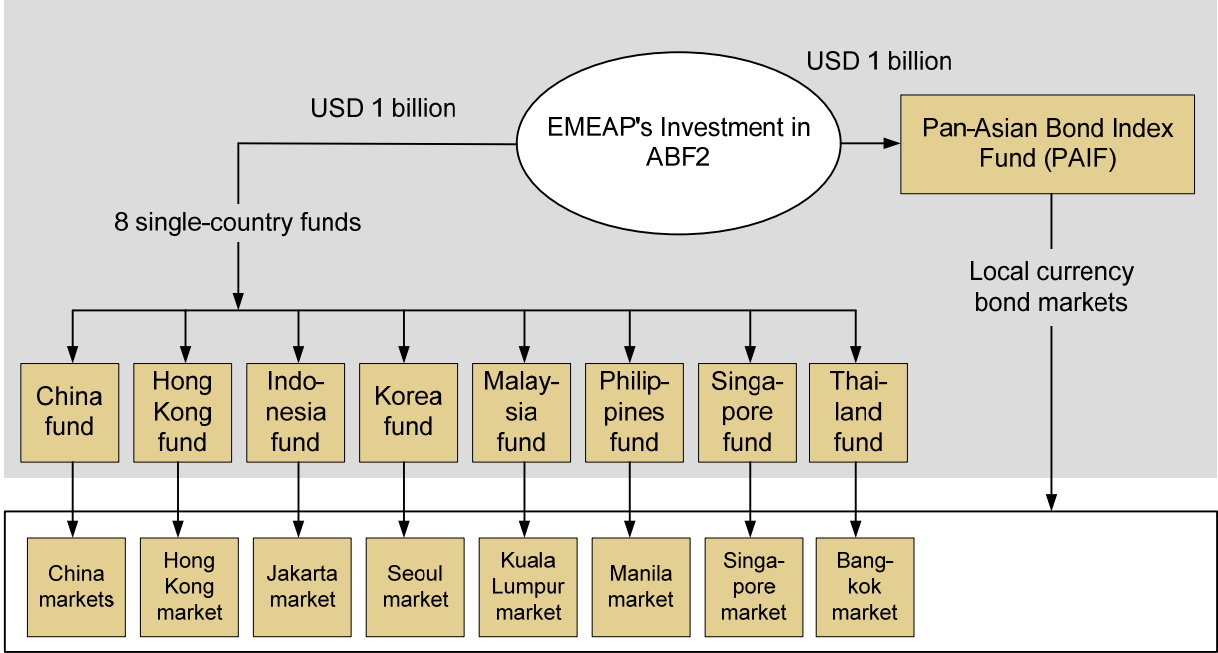 USD 1 billion
USD 1 billion
EMEAP's Investment in
ABF2
Pan-Asian Bond Index
Fund (PAIF)
8 single-country funds
Local currency
bond markets
China
fund
Hong
Kong
fund
Indo-
nesia
fund
Korea
fund
Malay-
sia
fund
Philip-
pines
fund
Singa-
pore
fund
Thai-
land
fund
China
markets
Hong
Kong
market
Jakarta
market
Seoul
market
Kuala
Lumpur
market
Manila
market
Singa-
pore
market
Bang-
kok
market